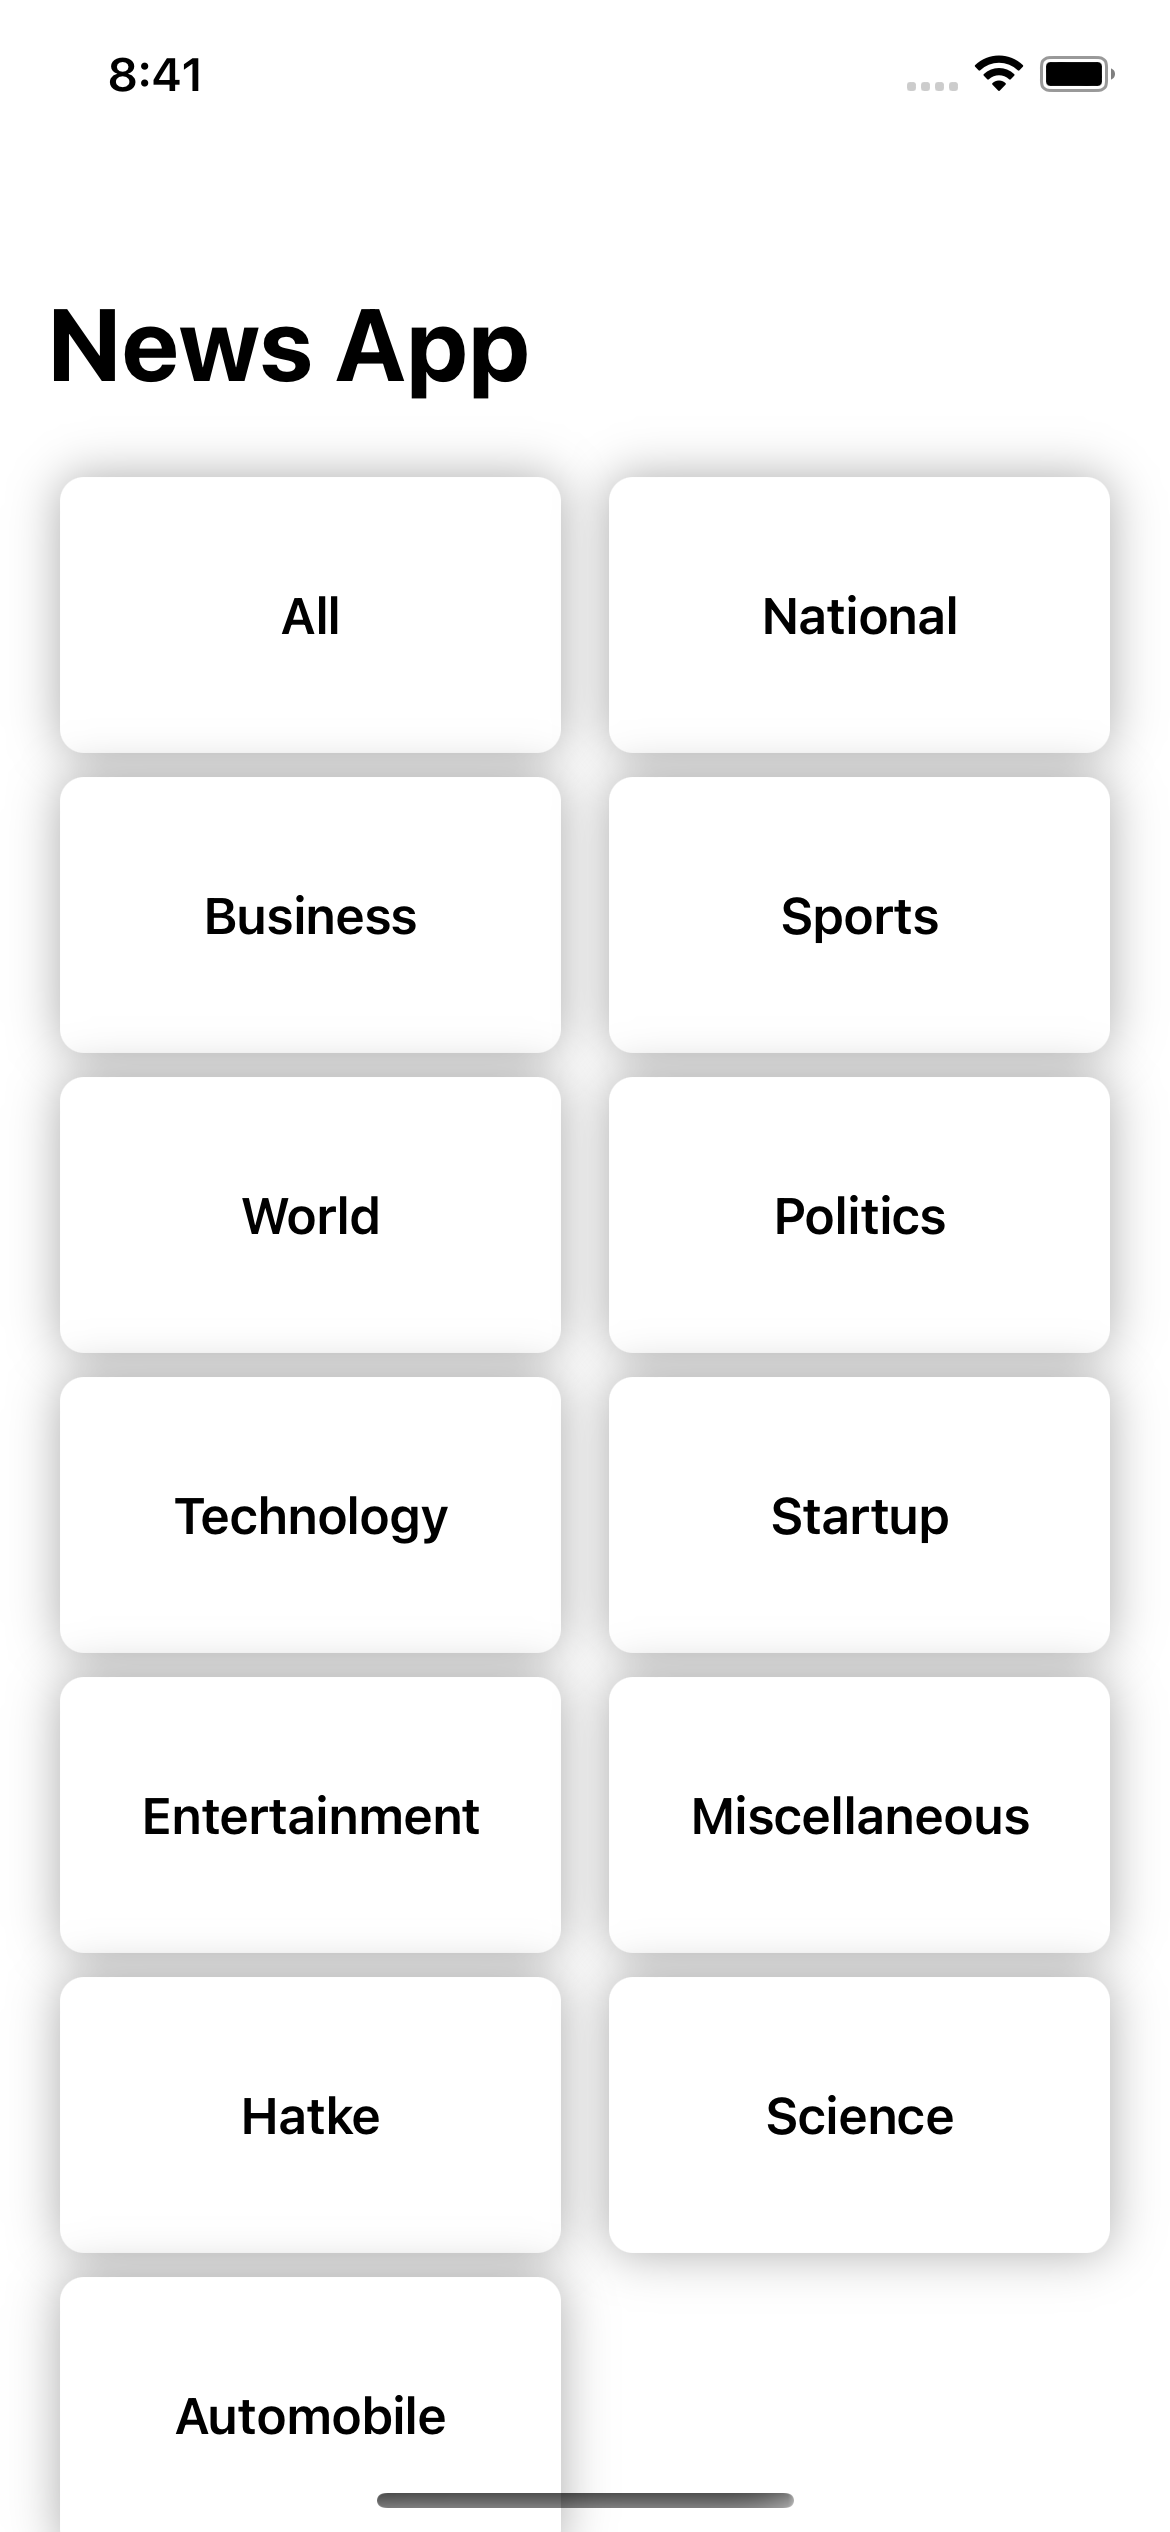 8:41
News App
All
National
Business
Sports
World
Politics
Technology
Startup
Entertainment
Miscellaneous
Hatke
Science
Automobile